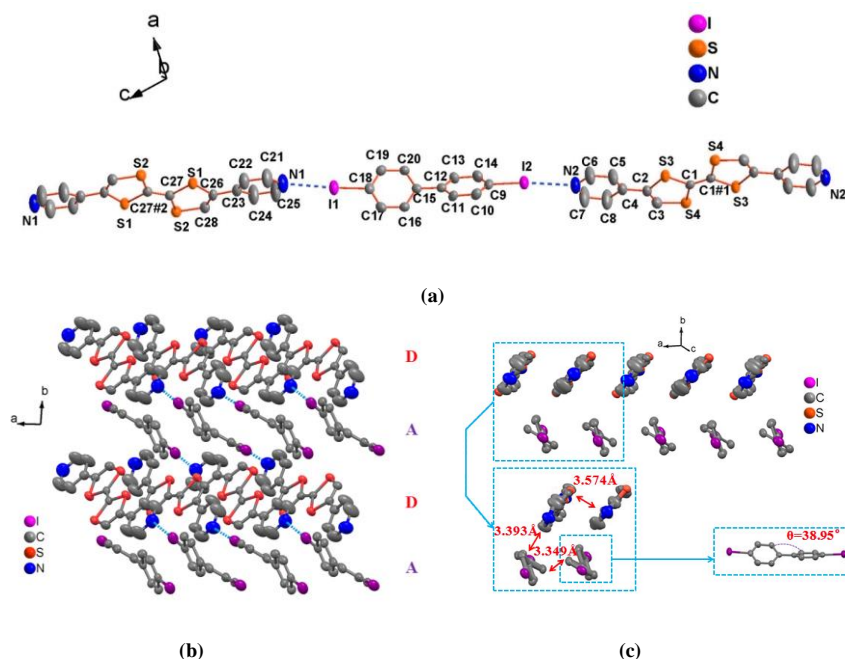 a
b
c
I
S
N
C
S2
C27
S1
C22
C21
N1
C26
C23
C24
C25
C28
S2
C27#2
S1
N1
C19
C20
C18
I1
C17
C16
C15
C12
C13
C14
C11
C10
C9
I2
N2
C6
C5
C7
C8
C4
C2
C3
S3
C1
S4
S4
C1#1
S3
N2
(a)
D
A
D
A
b
a
I
C
S
N
(b)
b
a
c
I
C
S
N
3.574Å
3.393Å
3.349Å
θ=38.95°
(c)